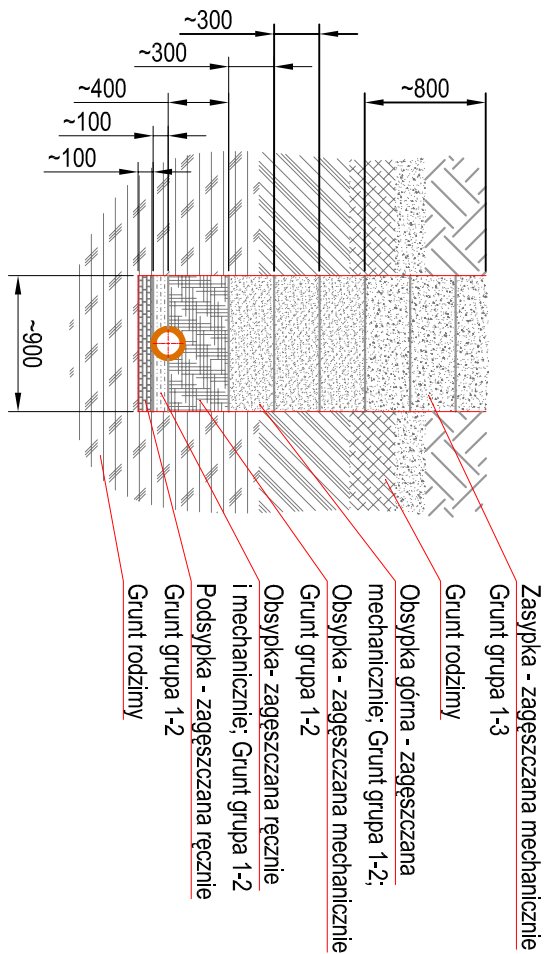 ~300
~300
~400
~100
~100
~800
~900
Zasypka - zagęszczana mechanicznie
Grunt grupa 1-3
Grunt rodzimy
Obsypka górna - zagęszczana
mechanicznie; Grunt grupa 1-2;
Obsypka - zagęszczana mechanicznie
Grunt grupa 1-2
Obsypka- zagęszczana ręcznie
i mechanicznie; Grunt grupa 1-2
Podsypka - zagęszczana ręcznie
Grunt grupa 1-2
Grunt rodzimy